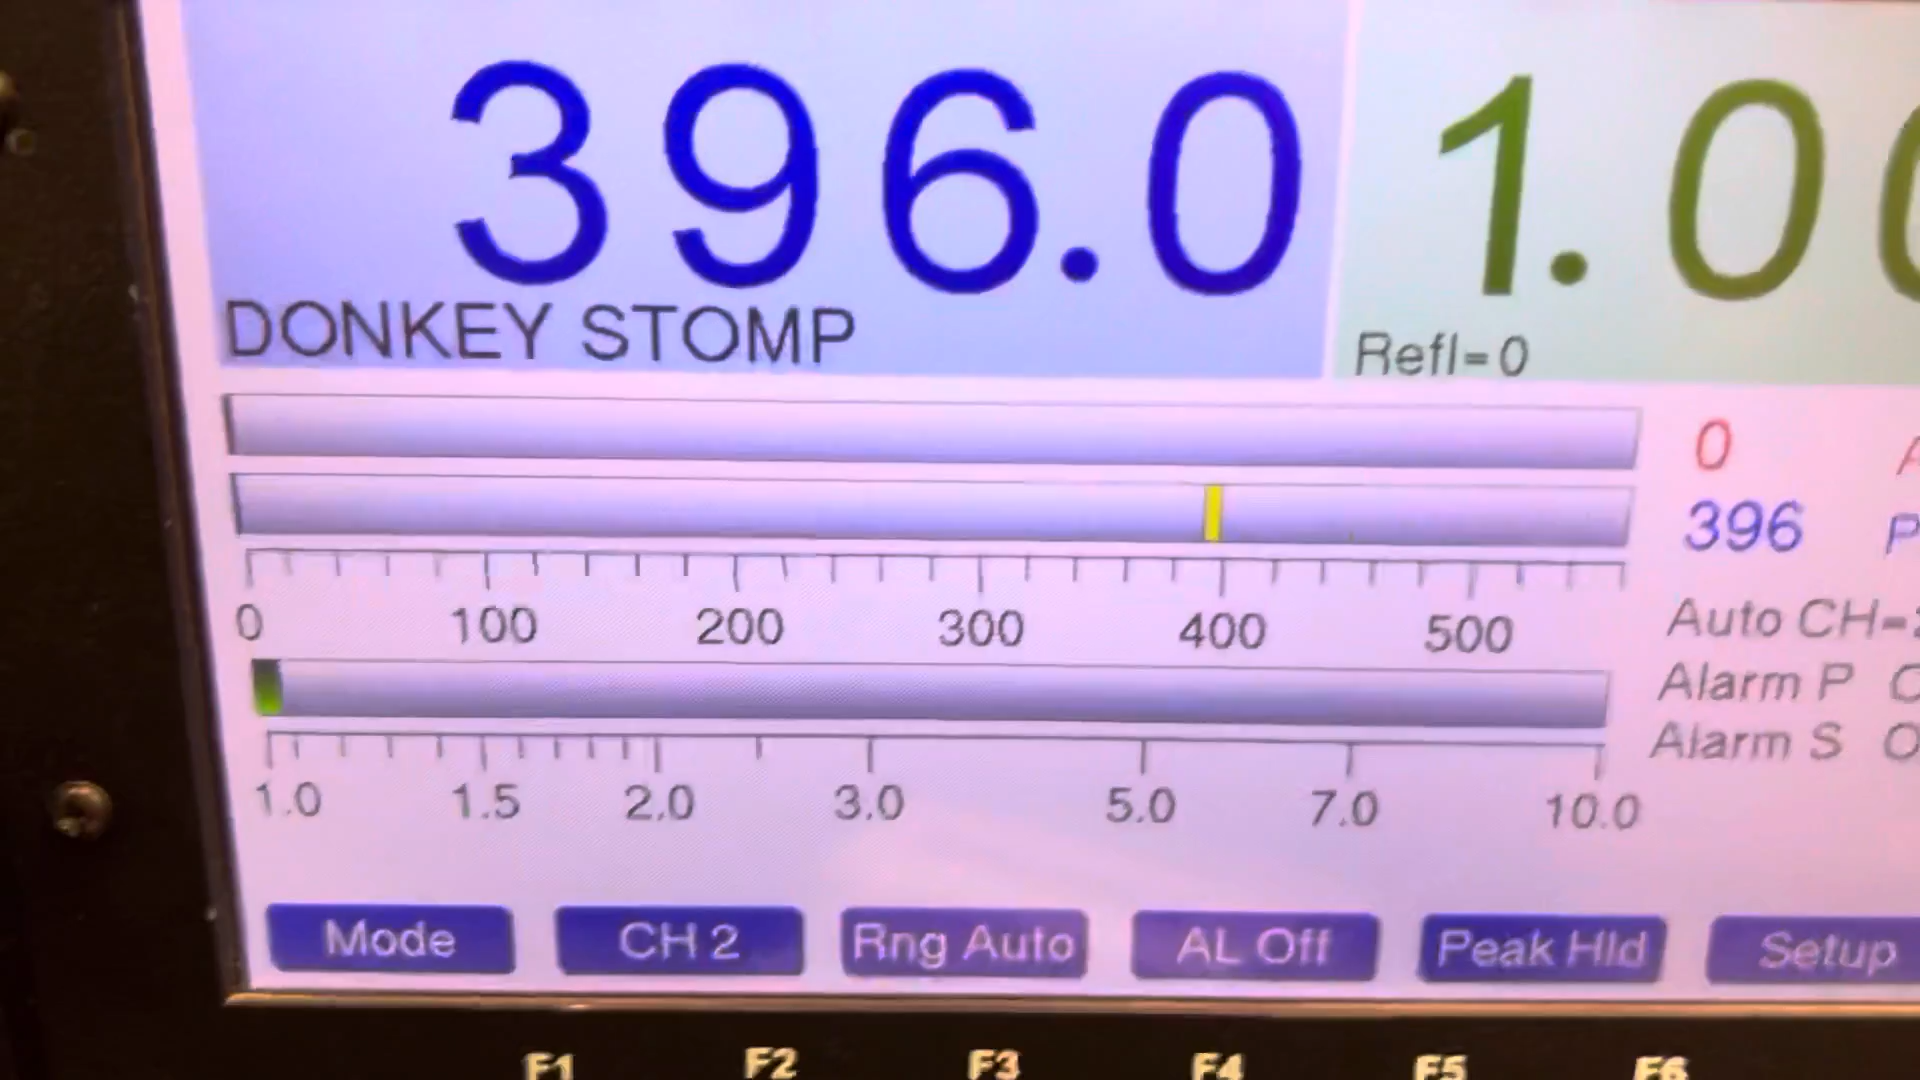 396.0 1.0
DONKEY STOMP Refl=0
0
396 P
0 100 200 300 400 500
Auto CH=
Alarm P
Alarm S
1.0 1.5 2.0 3.0 5.0 7.0 10.0
Mode CH 2 Rng Auto AL Off Peak Hld Setup
F1 F2 F3 F4 F5 F6